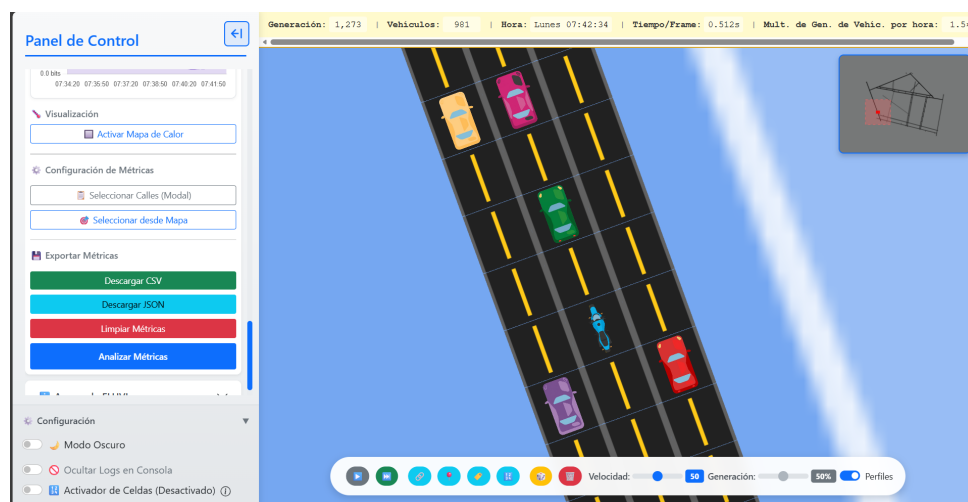 Generación: 1,273 | Vehículos: 981 | Hora: Lunes 07:42:34 | Tiempo/Frame: 0.512s | Mult. de Gen. de Vehíc. por hora:
Panel de Control
0.0 bits
07:34:20 07:35:50 07:37:20 07:38:50 07:40:20 07:41:50
Visualización
Activar Mapa de Calor
Configuración de Métricas
Seleccionar Calles (Modal)
Seleccionar desde Mapa
Exportar Métricas
Descargar CSV
Descargar JSON
Limpiar Métricas
Analizar Métricas
Configuración
Modo Oscuro
Ocultar Logs en Consola
Activador de Celdas (Desactivado)
Velocidad: 50 Generación: 50% Perfiles